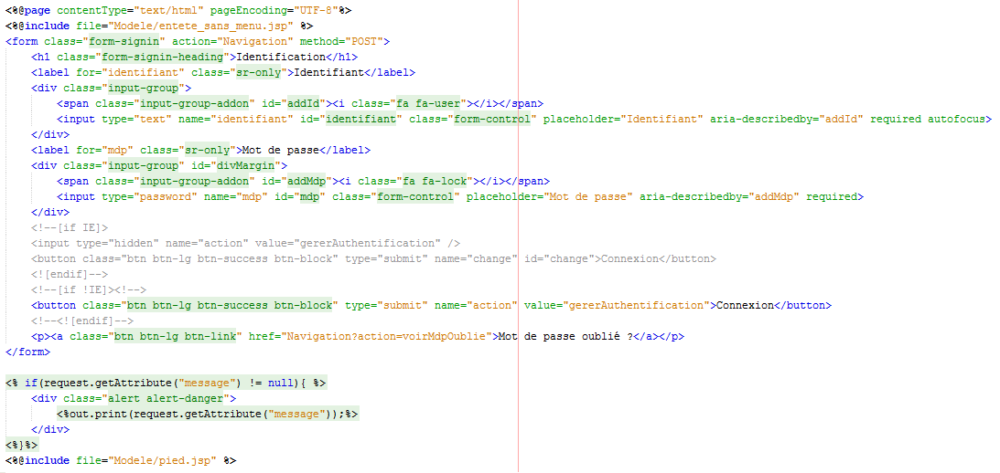 <%@page contentType="text/html" pageEncoding="UTF-8"%>
<%@include file="Modele/entete_sans_menu.jsp" %>
<form class="form-signin" action="Navigation" method="POST">
    <h1 class="form-signin-heading">Identification</h1>
    <label for="identifiant" class="sr-only">Identifiant</label>
    <div class="input-group">
        <span class="input-group-addon" id="addId"><i class="fa fa-user"></i></span>
        <input type="text" name="identifiant" id="identifiant" class="form-control" placeholder="Identifiant" aria-describedby="addId" required autofocus>
    </div>
    <label for="mdp" class="sr-only">Mot de passe</label>
    <div class="input-group" id="divMargin">
        <span class="input-group-addon" id="addMdp"><i class="fa fa-lock"></i></span>
        <input type="password" name="mdp" id="mdp" class="form-control" placeholder="Mot de passe" aria-describedby="addMdp" required>
    </div>
    <!--[if IE]>
    <input type="hidden" name="action" value="gererAuthentification" />
    <button class="btn btn-lg btn-success btn-block" type="submit" name="change" id="change">Connexion</button>
    <![endif]-->
    <!--[if !IE]><!-->
    <button class="btn btn-lg btn-success btn-block" type="submit" name="action" value="gererAuthentification">Connexion</button>
    <!--<![endif]-->
    <p><a class="btn btn-lg btn-link" href="Navigation?action=voirMdpOublie">Mot de passe oublié ?</a></p>
</form>

<% if(request.getAttribute("message") != null){ %>
    <div class="alert alert-danger">
        <%out.print(request.getAttribute("message"));%>
    </div>
<%}%>
<%@include file="Modele/pied.jsp" %>